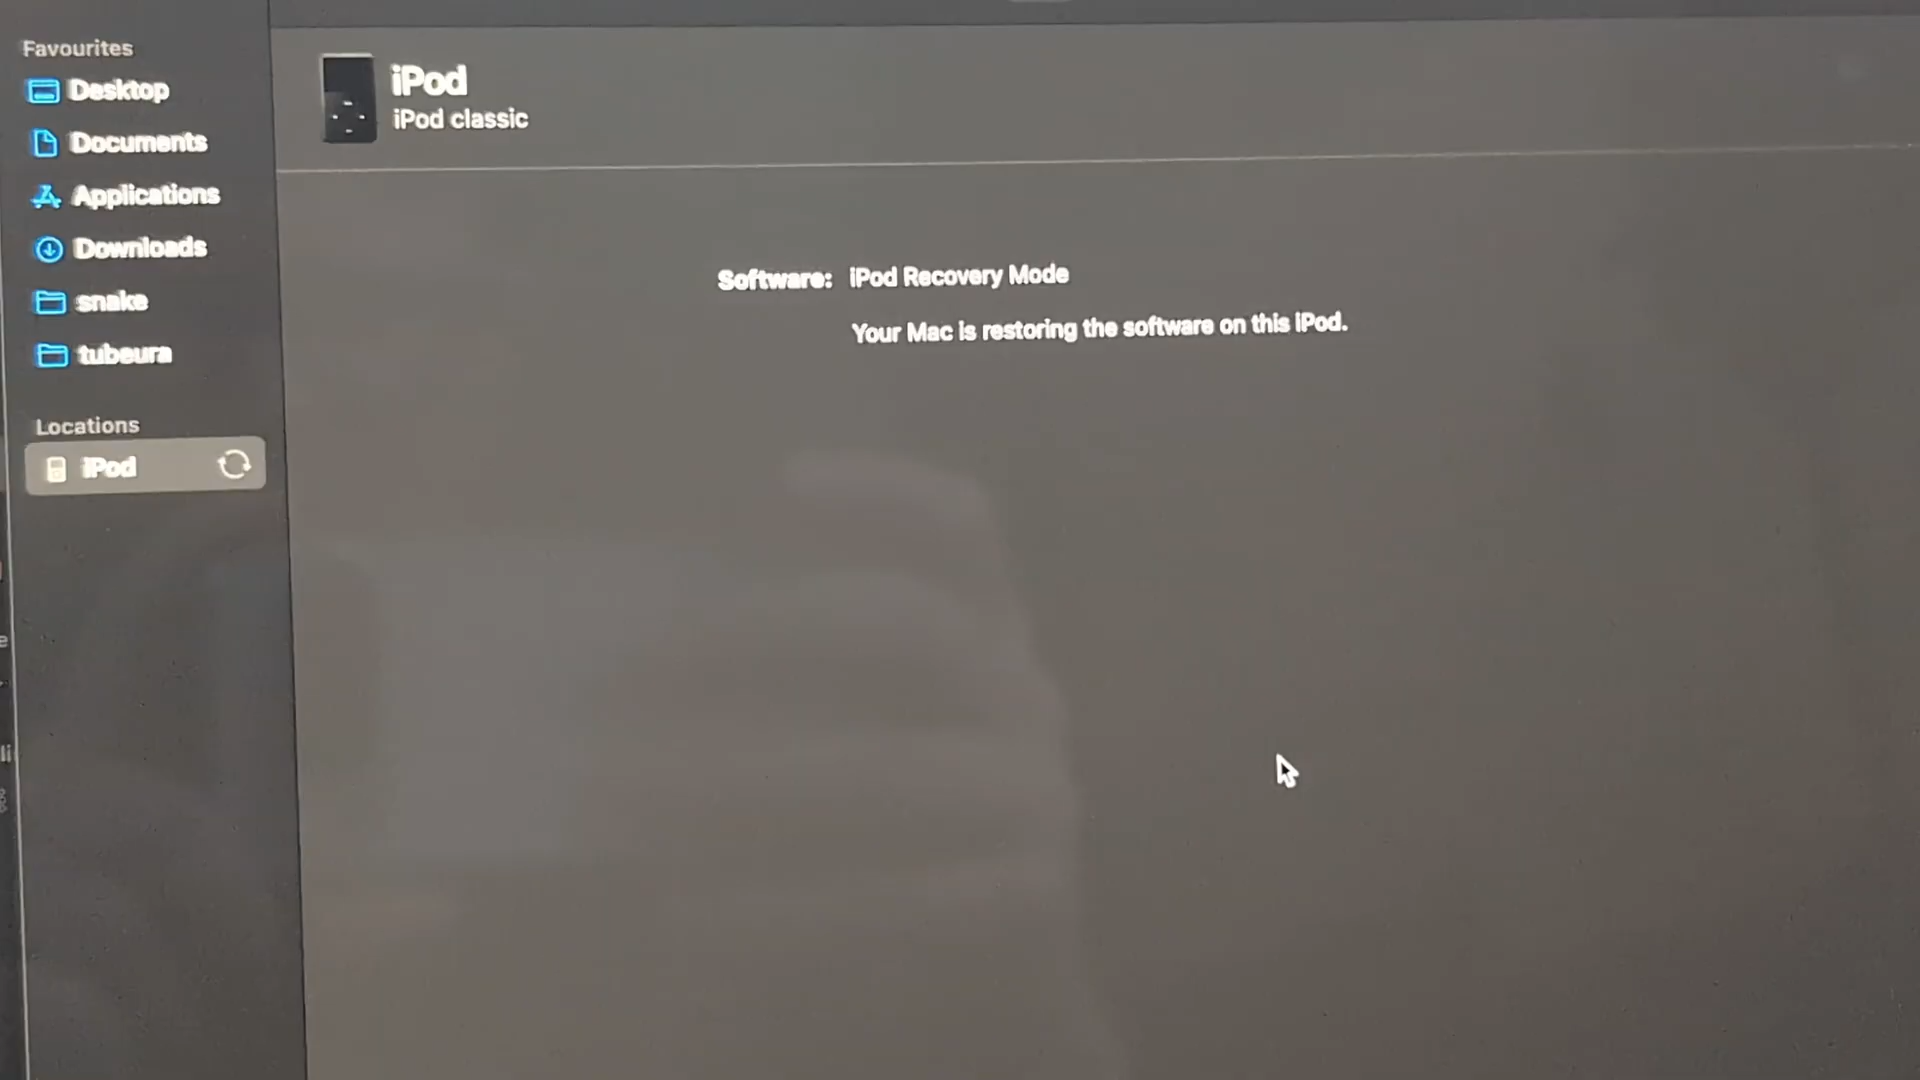 Favourites
Desktop
Documents
Applications
Downloads
snake
tubeura
Locations
iPod
iPod
iPod classic
Software: iPod Recovery Mode
Your Mac is restoring the software on this iPod.